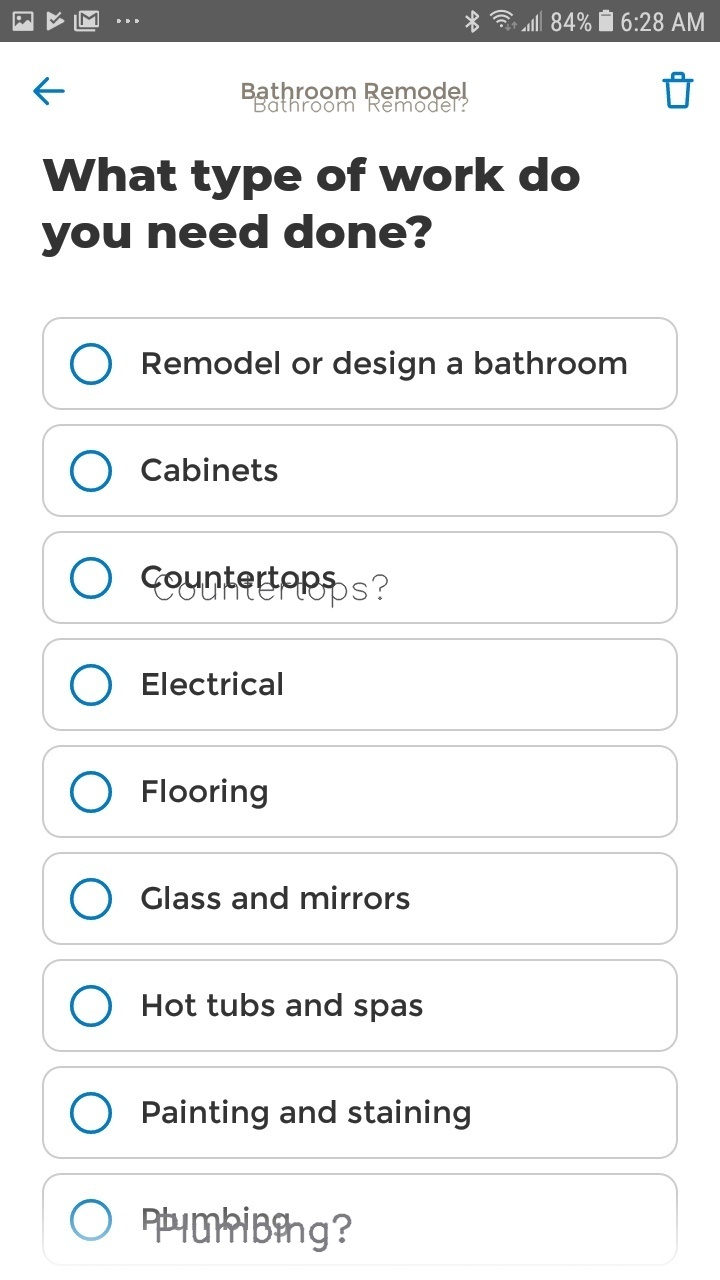 84% 6:28 AM
Bathroom Remodel
Bathroom Remodel?
What type of work do
you need done?
Remodel or design a bathroom
Cabinets
Countertops
Countertops?
Electrical
Flooring
Glass and mirrors
Hot tubs and spas
Painting and staining
Plumbing
Plumbing?